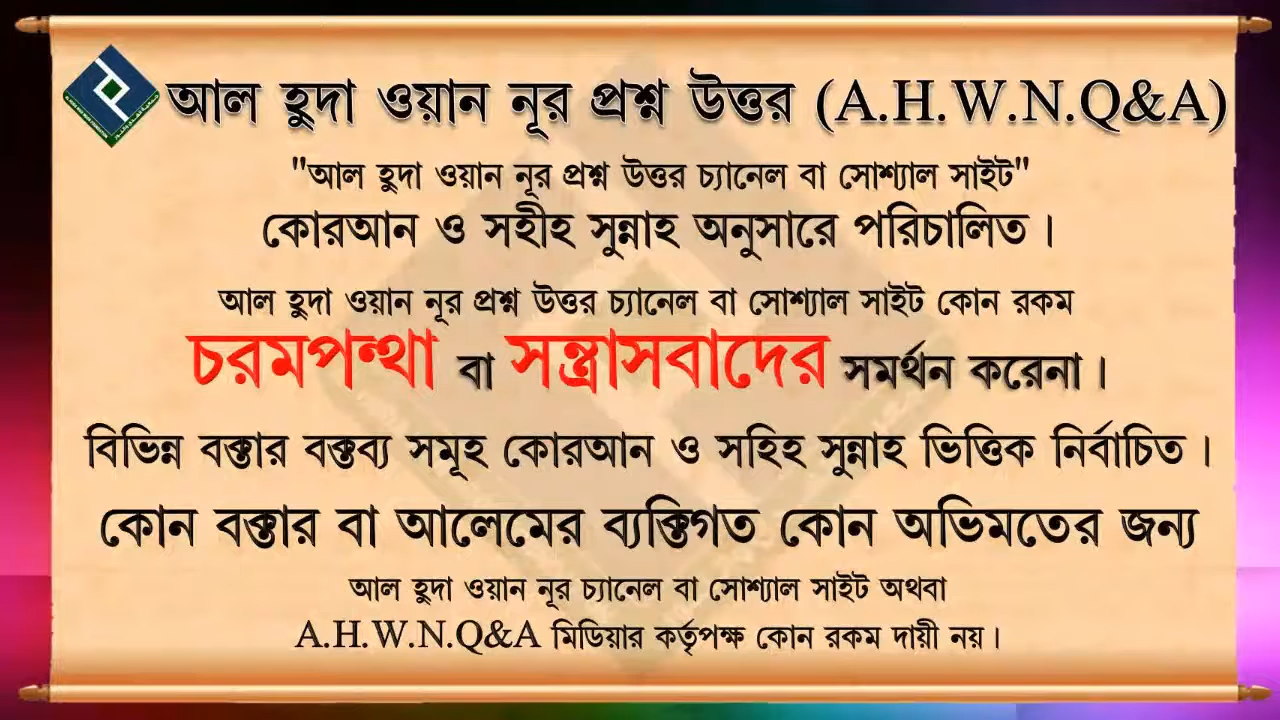 আল হুদা ওয়ান নূর প্রশ্ন উত্তর (A.H.W.N.Q&A)
"আল হুদা ওয়ান নূর প্রশ্ন উত্তর চ্যানেল বা সোশ্যাল সাইট"
কোরআন ও সহীহ সুন্নাহ অনুসারে পরিচালিত ।
আল হুদা ওয়ান নূর প্রশ্ন উত্তর চ্যানেল বা সোশ্যাল সাইট কোন রকম
চরমপন্থা বা সন্ত্রাসবাদের সমর্থন করেনা ।
বিভিন্ন বক্তার বক্তব্য সমূহ কোরআন ও সহিহ সুন্নাহ ভিত্তিক নির্বাচিত ।
কোন বক্তার বা আলেমের ব্যক্তিগত কোন অভিমতের জন্য
আল হুদা ওয়ান নূর চ্যানেল বা সোশ্যাল সাইট অথবা
A.H.W.N.Q&A মিডিয়ার কর্তৃপক্ষ কোন রকম দায়ী নয় ।